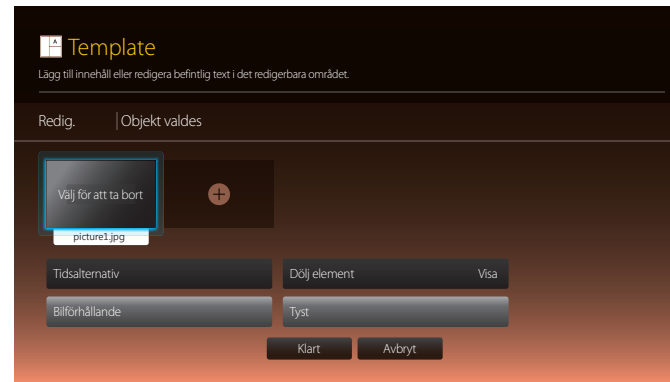 Template
Lägg till innehåll eller redigera befintlig text i det redigerbara området.
Redig. Objekt valdes
Välj för att ta bort
picture1.jpg
Tidsalternativ
Dölj element Visa
Bilförhållande
Tyst
Klart Avbryt